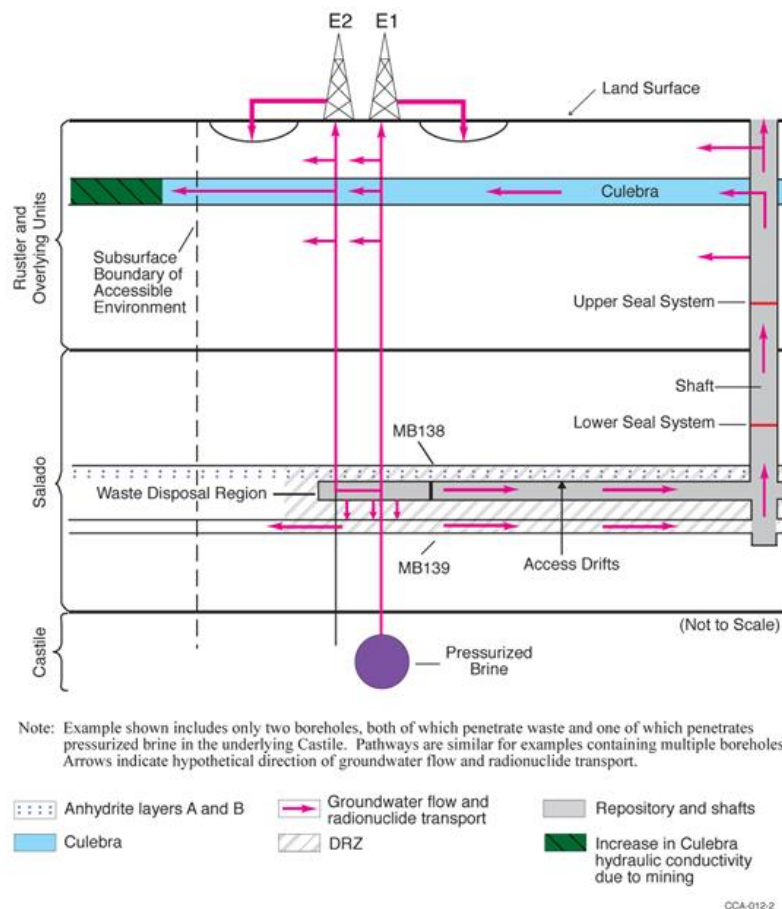 E2
E1
Land Surface
Culebra
Rustler and
Overlying Units
Subsurface
Boundary of
Accessible
Environment
Upper Seal System
Shaft
Lower Seal System
MB138
Salado
Waste Disposal Region
Access Drifts
MB139
(Not to Scale)
Castile
Pressurized
Brine
Note: Example shown includes only two boreholes, both of which penetrate waste and one of which penetrates
pressurized brine in the underlying Castile. Pathways are similar for examples containing multiple boreholes.
Arrows indicate hypothetical direction of groundwater flow and radionuclide transport.
Anhydrite layers A and B
Groundwater flow and
radionuclide transport
Repository and shafts
Culebra
DRZ
Increase in Culebra
hydraulic conductivity
due to mining
CCA-012-2